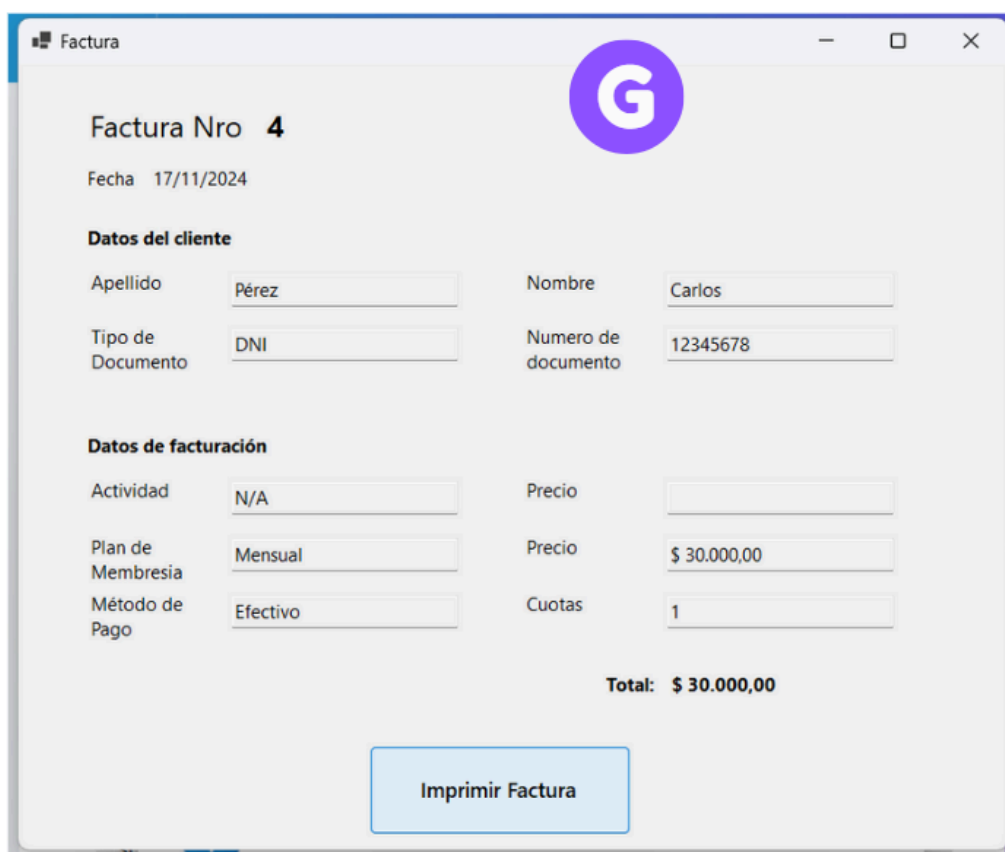 Factura
G
Factura Nro 4
Fecha 17/11/2024
Datos del cliente
Apellido Pérez Nombre Carlos
Tipo de Documento DNI Numero de documento 12345678
Datos de facturación
Actividad N/A Precio
Plan de Membresia Mensual Precio $ 30.000,00
Método de Pago Efectivo Cuotas 1
Total: $ 30.000,00
Imprimir Factura